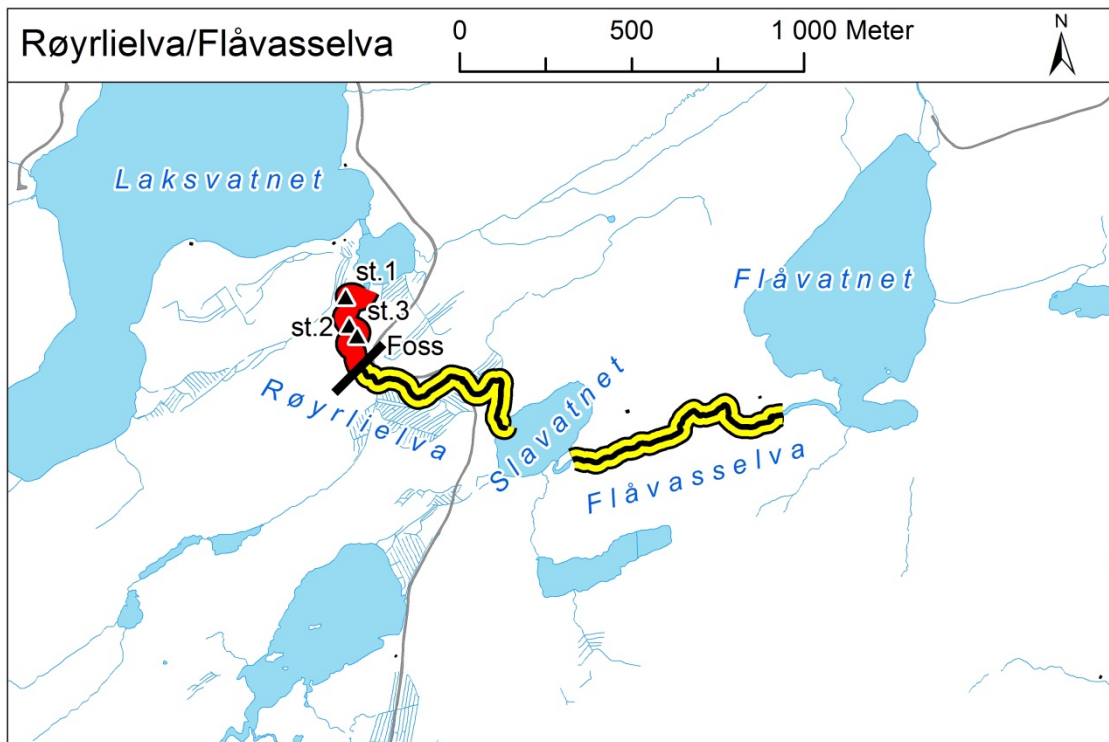 Røyrlielva/Flåvasselva
0 500 1 000 Meter
N
Laksvatnet
st.1
Flåvatnet
st.3
st.2
Foss
Røyrlielva
Slavatnet
Flåvasselva